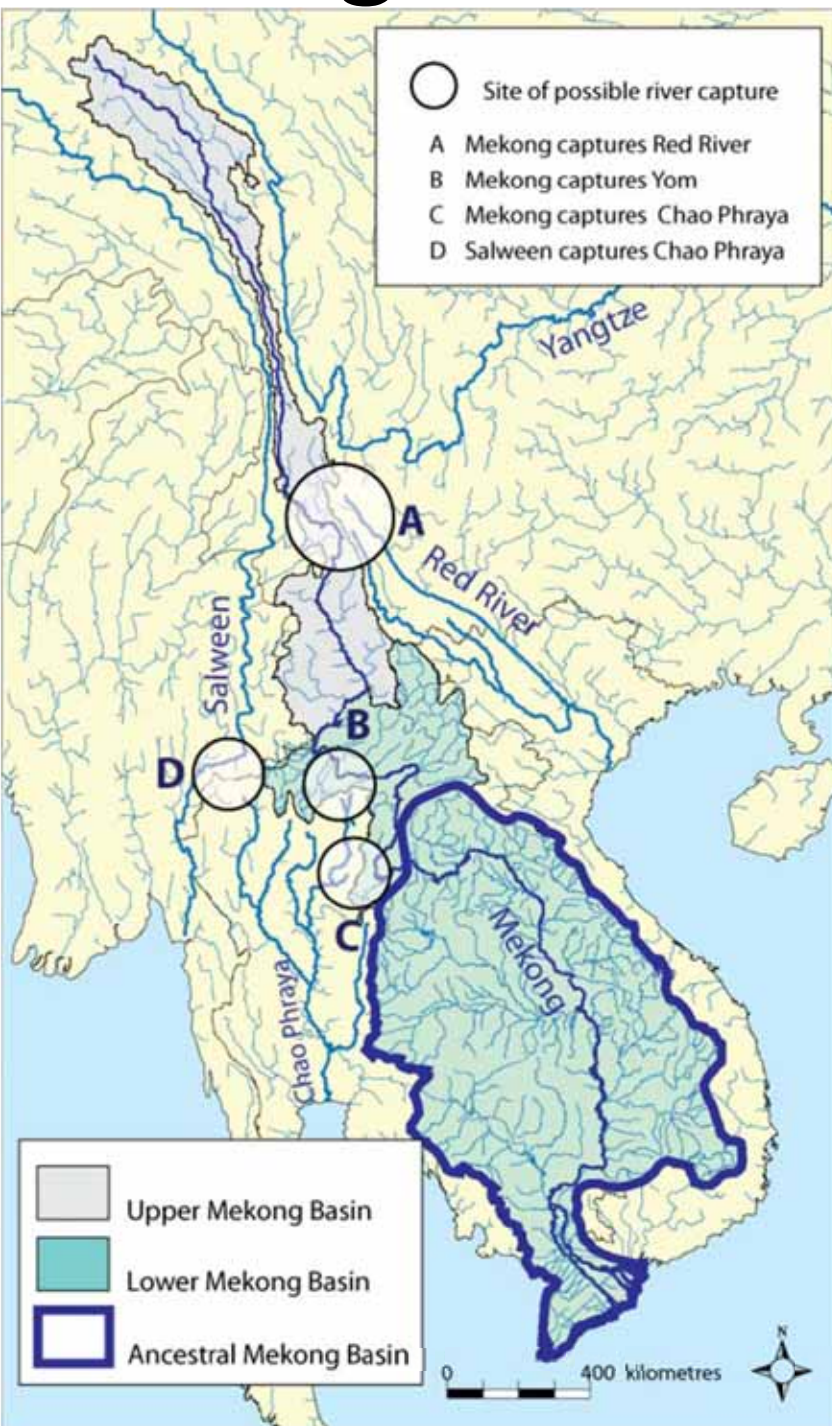 Site of possible river capture
A Mekong captures Red River
B Mekong captures Yom
C Mekong captures Chao Phraya
D Salween captures Chao Phraya
Yangtze
A
Red River
Salween
B
D
C
Mekong
Chao Phraya
Upper Mekong Basin
Lower Mekong Basin
Ancestral Mekong Basin
0 400 kilometres
N